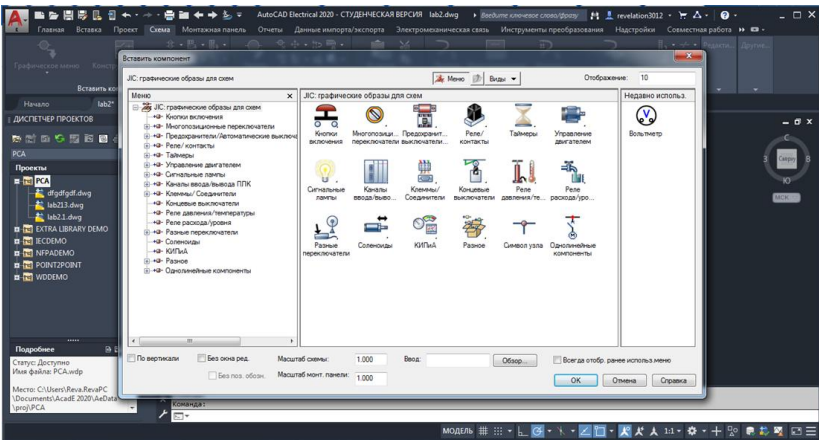 AutoCAD Electrical 2020 - СТУДЕНЧЕСКАЯ ВЕРСИЯ lab2.dwg
Введите ключевое слово/фразу
revelation3012
Главная Вставка Проект Схема Монтажная панель Отчеты Данные импорта/экспорта Электромеханическая связь Инструменты преобразования Надстройки Совместная работа
Графическое меню
Вставить
Начало lab2*
ДИСПЕТЧЕР ПРОЕКТОВ
PCA
Проекты
PCA
dfgdfgdf.dwg
lab213.dwg
lab2.1.dwg
EXTRA LIBRARY DEMO
IECDEMO
NFPADEMO
POINT2POINT
WDDEMO
Подробнее
Статус: Доступно
Имя файла: PCA.wdp
Место: C:\Users\Reva.RevaPC
\Documents\AcadE 2020\AeData
\proj\PCA
Вставить компонент
JIC: графические образы для схем
Меню Виды
Отображение: 10
Меню
JIC: графические образы для схем
Кнопки включения
Многопозиционные переключатели
Предохранители/Автоматические выключа
Реле/ контакты
Таймеры
Управление двигателем
Сигнальные лампы
Каналы ввода/вывода ПЛК
Клеммы/ Соединители
Концевые выключатели
Реле давления/температуры
Реле расхода/уровня
Разные переключатели
Соленоиды
КИПиА
Разное
Однолинейные компоненты
JIC: графические образы для схем
Кнопки включения
Многопозици... переключатели
Предохранит... выключатели...
Реле/ контакты
Таймеры
Управление двигателем
Сигнальные лампы
Каналы ввода/выво...
Клеммы/ Соединители
Концевые выключатели
Реле давления/те...
Реле расхода/уро...
Разные переключатели
Соленоиды
КИПиА
Разное
Символ узла
Однолинейные компоненты
Недавно использ.
Вольтметр
По вертикали
Без окна ред.
Без поз. обозн.
Масштаб схемы: 1.000
Масштаб монт. панели: 1.000
Ввод:
Обзор...
Всегда отобр. ранее использ.меню
OK Отмена Справка
С
З Сверху В
Ю
МСК
Команда:
МОДЕЛЬ
1:1